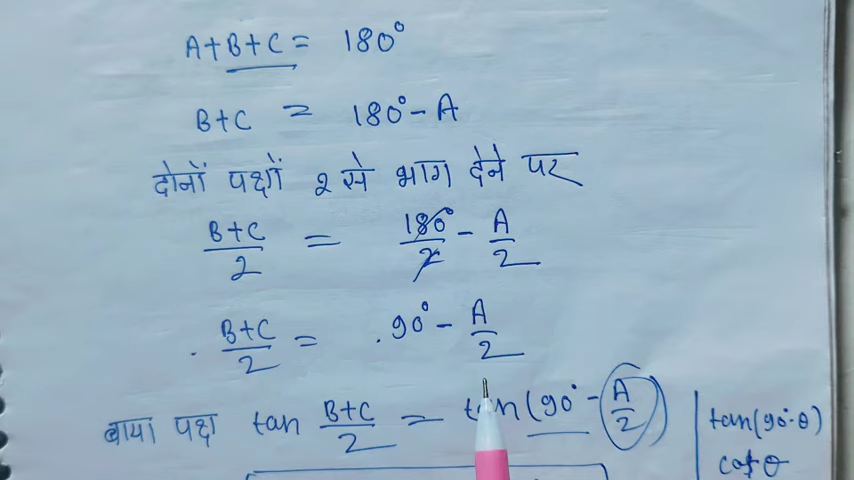 A+B+C = 180°
B+C = 180° - A
दोनों पक्षों 2 से भाग देने पर
B+C/2 = 180°/2 - A/2
. B+C/2 = .90° - A/2
बाया पक्ष tan B+C/2 = tan(90° - A/2)
tan(90°-θ)
cot θ